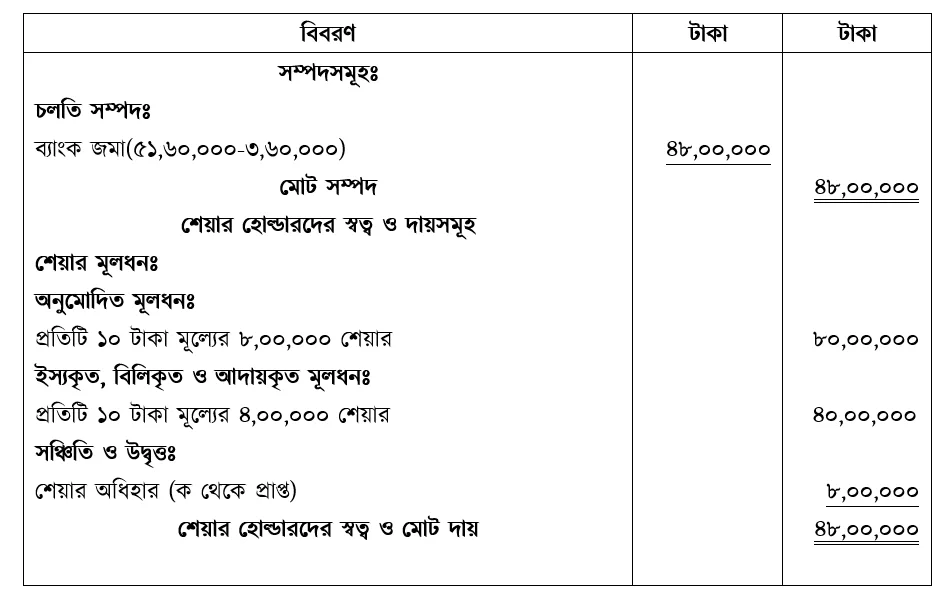 বিবরণ টাকা টাকা
সম্পদসমূহঃ
চলতি সম্পদঃ
ব্যাংক জমা(৫১,৬০,০০০-৩,৬০,০০০) ৪৮,০০,০০০
মোট সম্পদ ৪৮,০০,০০০
শেয়ার হোল্ডারদের স্বত্ব ও দায়সমূহ
শেয়ার মূলধনঃ
অনুমোদিত মূলধনঃ
প্রতিটি ১০ টাকা মূল্যের ৮,০০,০০০ শেয়ার ৮০,০০,০০০
ইস্যকৃত, বিলিকৃত ও আদায়কৃত মূলধনঃ
প্রতিটি ১০ টাকা মূল্যের ৪,০০,০০০ শেয়ার ৪০,০০,০০০
সঞ্চিতি ও উদ্বৃত্তঃ
শেয়ার অধিহার (ক থেকে প্রাপ্ত) ৮,০০,০০০
শেয়ার হোল্ডারদের স্বত্ব ও মোট দায় ৪৮,০০,০০০